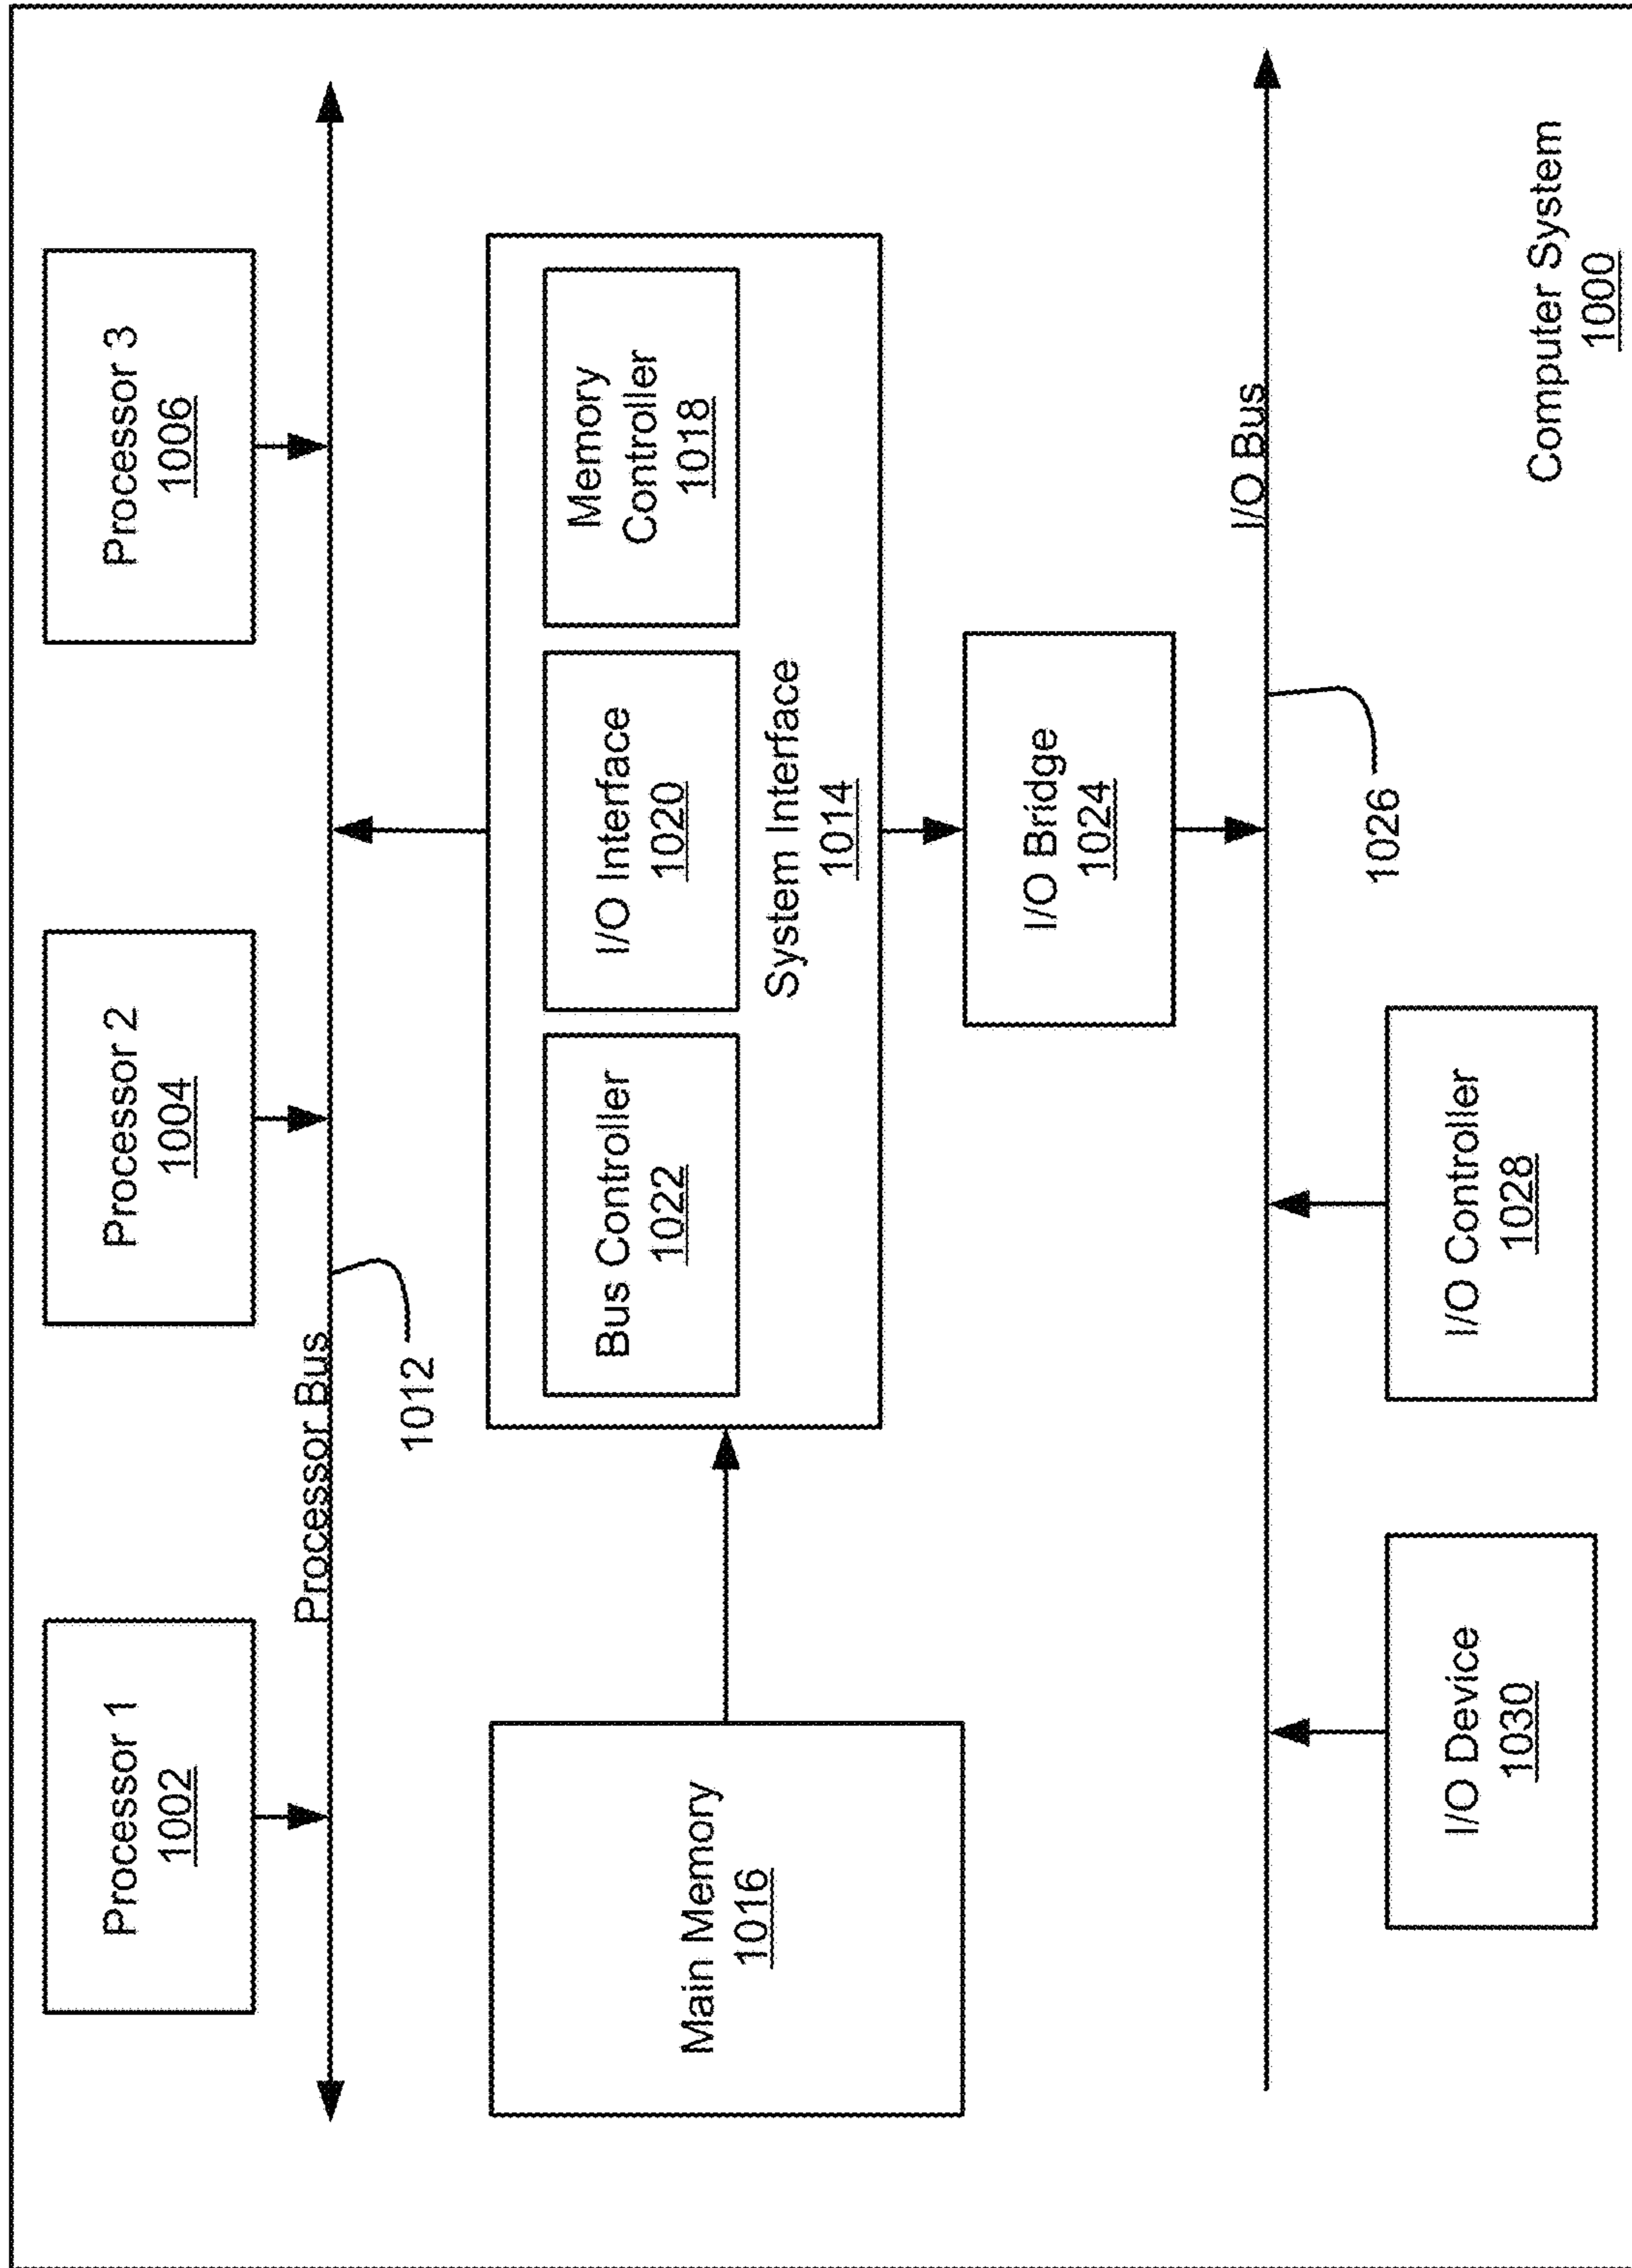 Processor 1
1002
Processor 2
1004
Processor 3
1006
Processor Bus
1012
Main Memory
1016
Bus Controller
1022
I/O Interface
1020
Memory
Controller
1018
System Interface
1014
I/O Bridge
1024
I/O Bus
1026
I/O Device
1030
I/O Controller
1028
Computer System
1000